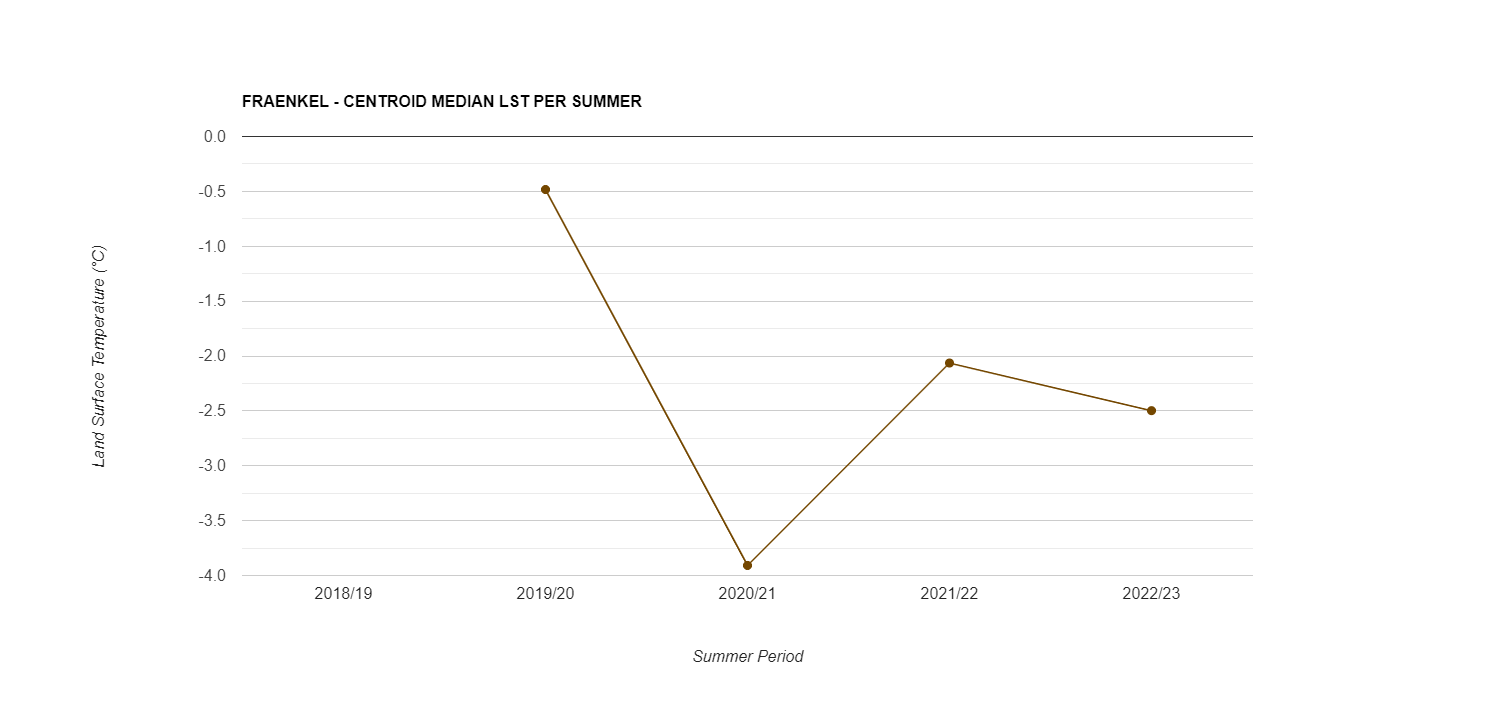 FRAENKEL - CENTROID MEDIAN LST PER SUMMER
Land Surface Temperature (°C)
0.0
-0.5
-1.0
-1.5
-2.0
-2.5
-3.0
-3.5
-4.0
2018/19 2019/20 2020/21 2021/22 2022/23
Summer Period